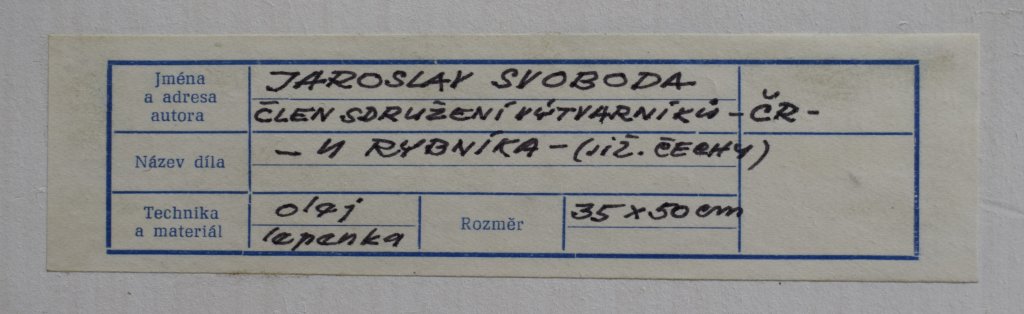 Jména
a adresa
autora
JAROSLAV SVOBODA
ČLEN SDRUŽENÍ VÝTVARNÍKŮ - ČR -
Název díla
- U RYBNÍKA - (JIŽ. ČECHY)
Technika
a materiál
olej
lepenka
Rozměr
35 x 50 cm